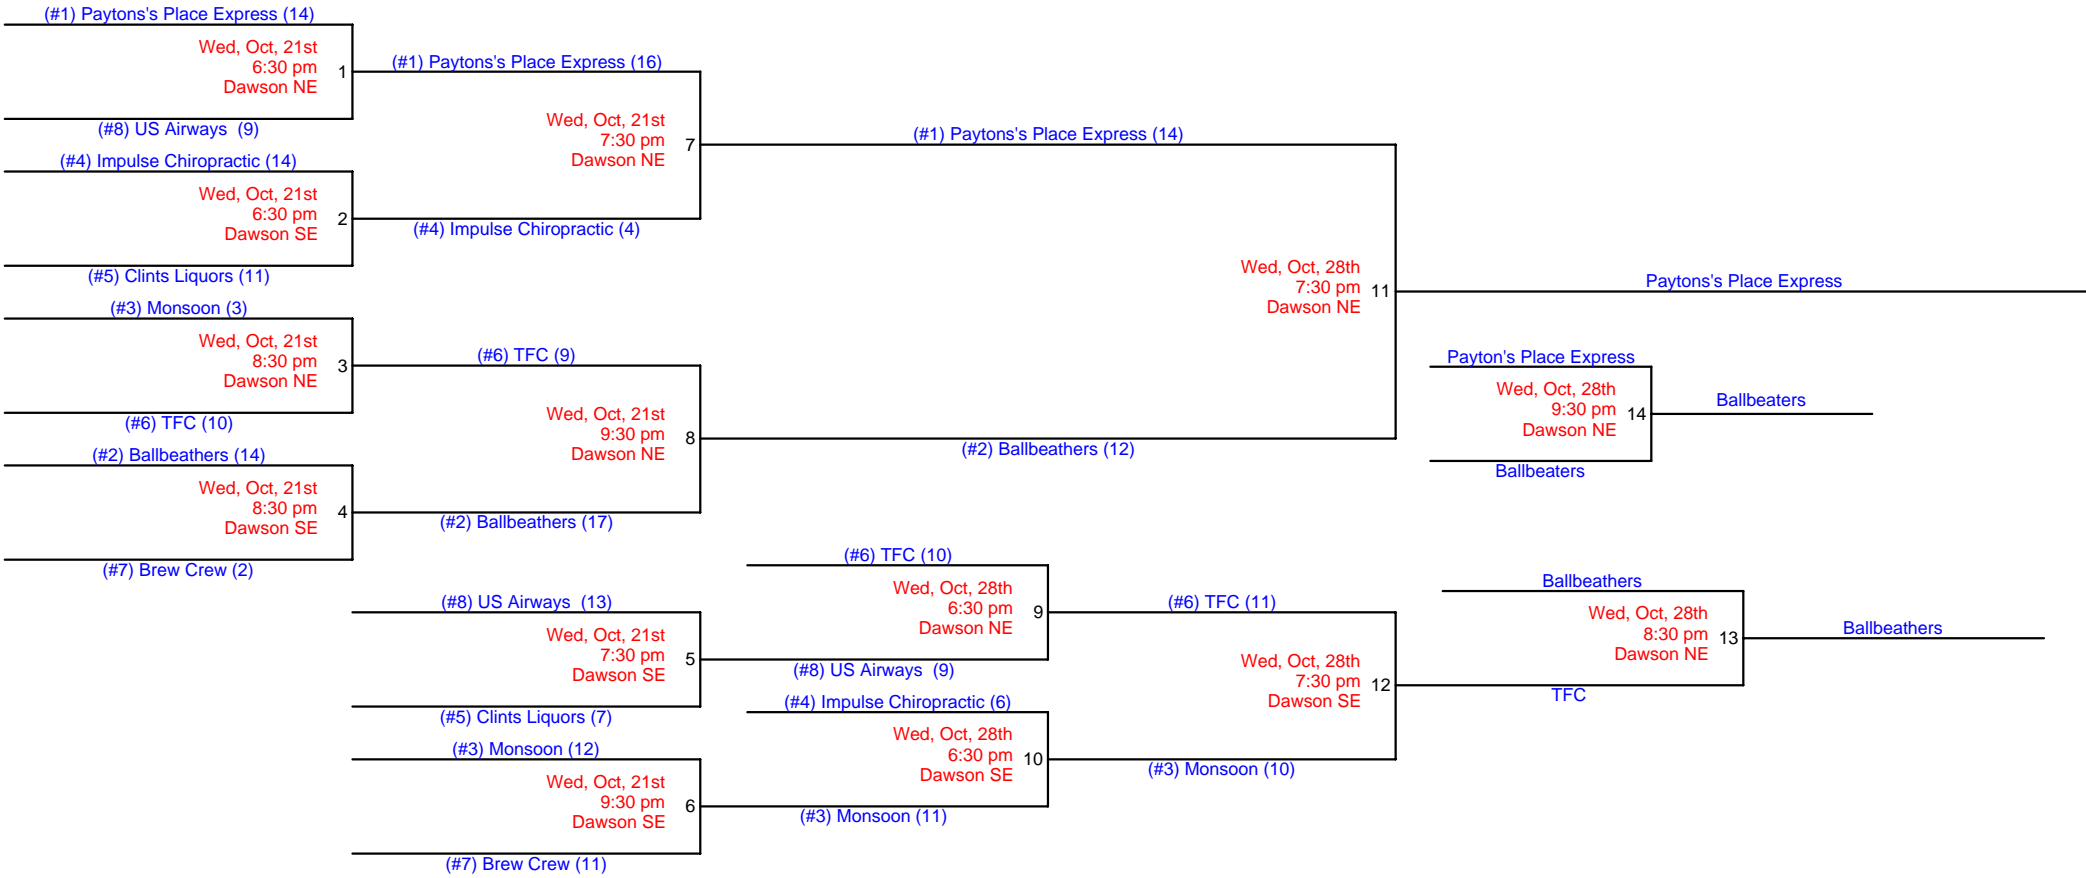 (#1) Paytons's Place Express (14)
Wed, Oct, 21st
6:30 pm
Dawson NE
1
(#8) US Airways  (9)
(#4) Impulse Chiropractic (14)
Wed, Oct, 21st
6:30 pm
Dawson SE
2
(#5) Clints Liquors (11)
(#3) Monsoon (3)
Wed, Oct, 21st
8:30 pm
Dawson NE
3
(#6) TFC (10)
(#2) Ballbeathers (14)
Wed, Oct, 21st
8:30 pm
Dawson SE
4
(#7) Brew Crew (2)
(#1) Paytons's Place Express (16)
Wed, Oct, 21st
7:30 pm
Dawson NE
7
(#4) Impulse Chiropractic (4)
(#6) TFC (9)
Wed, Oct, 21st
9:30 pm
Dawson NE
8
(#2) Ballbeathers (17)
(#8) US Airways  (13)
Wed, Oct, 21st
7:30 pm
Dawson SE
5
(#5) Clints Liquors (7)
(#3) Monsoon (12)
Wed, Oct, 21st
9:30 pm
Dawson SE
6
(#7) Brew Crew (11)
(#1) Paytons's Place Express (14)
Wed, Oct, 28th
7:30 pm
Dawson NE
11
(#2) Ballbeathers (12)
(#6) TFC (10)
Wed, Oct, 28th
6:30 pm
Dawson NE
9
(#8) US Airways  (9)
(#4) Impulse Chiropractic (6)
Wed, Oct, 28th
6:30 pm
Dawson SE
10
(#3) Monsoon (11)
(#6) TFC (11)
Wed, Oct, 28th
7:30 pm
Dawson SE
12
(#3) Monsoon (10)
Paytons's Place Express
Payton's Place Express
Wed, Oct, 28th
9:30 pm
Dawson NE
14
Ballbeaters
Ballbeaters
Ballbeathers
Wed, Oct, 28th
8:30 pm
Dawson NE
13
TFC
Ballbeathers